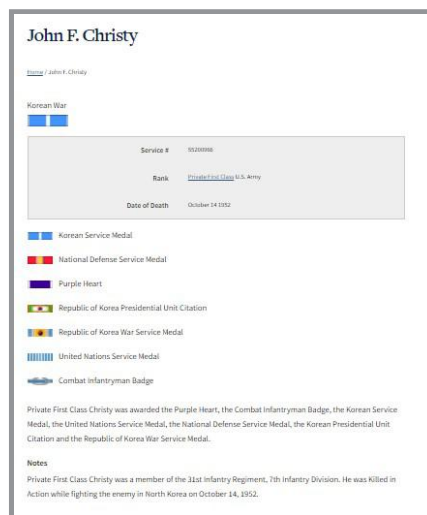 John F. Christy
Home / John F. Christy
Korean War
Service # 55200066
Rank Private First Class U.S. Army
Date of Death October 14 1952
Korean Service Medal
National Defense Service Medal
Purple Heart
Republic of Korea Presidential Unit Citation
Republic of Korea War Service Medal
United Nations Service Medal
Combat Infantryman Badge
Private First Class Christy was awarded the Purple Heart, the Combat Infantryman Badge, the Korean Service
Medal, the United Nations Service Medal, the National Defense Service Medal, the Korean Presidential Unit
Citation and the Republic of Korea War Service Medal.
Notes
Private First Class Christy was a member of the 31st Infantry Regiment, 7th Infantry Division. He was Killed in
Action while fighting the enemy in North Korea on October 14, 1952.